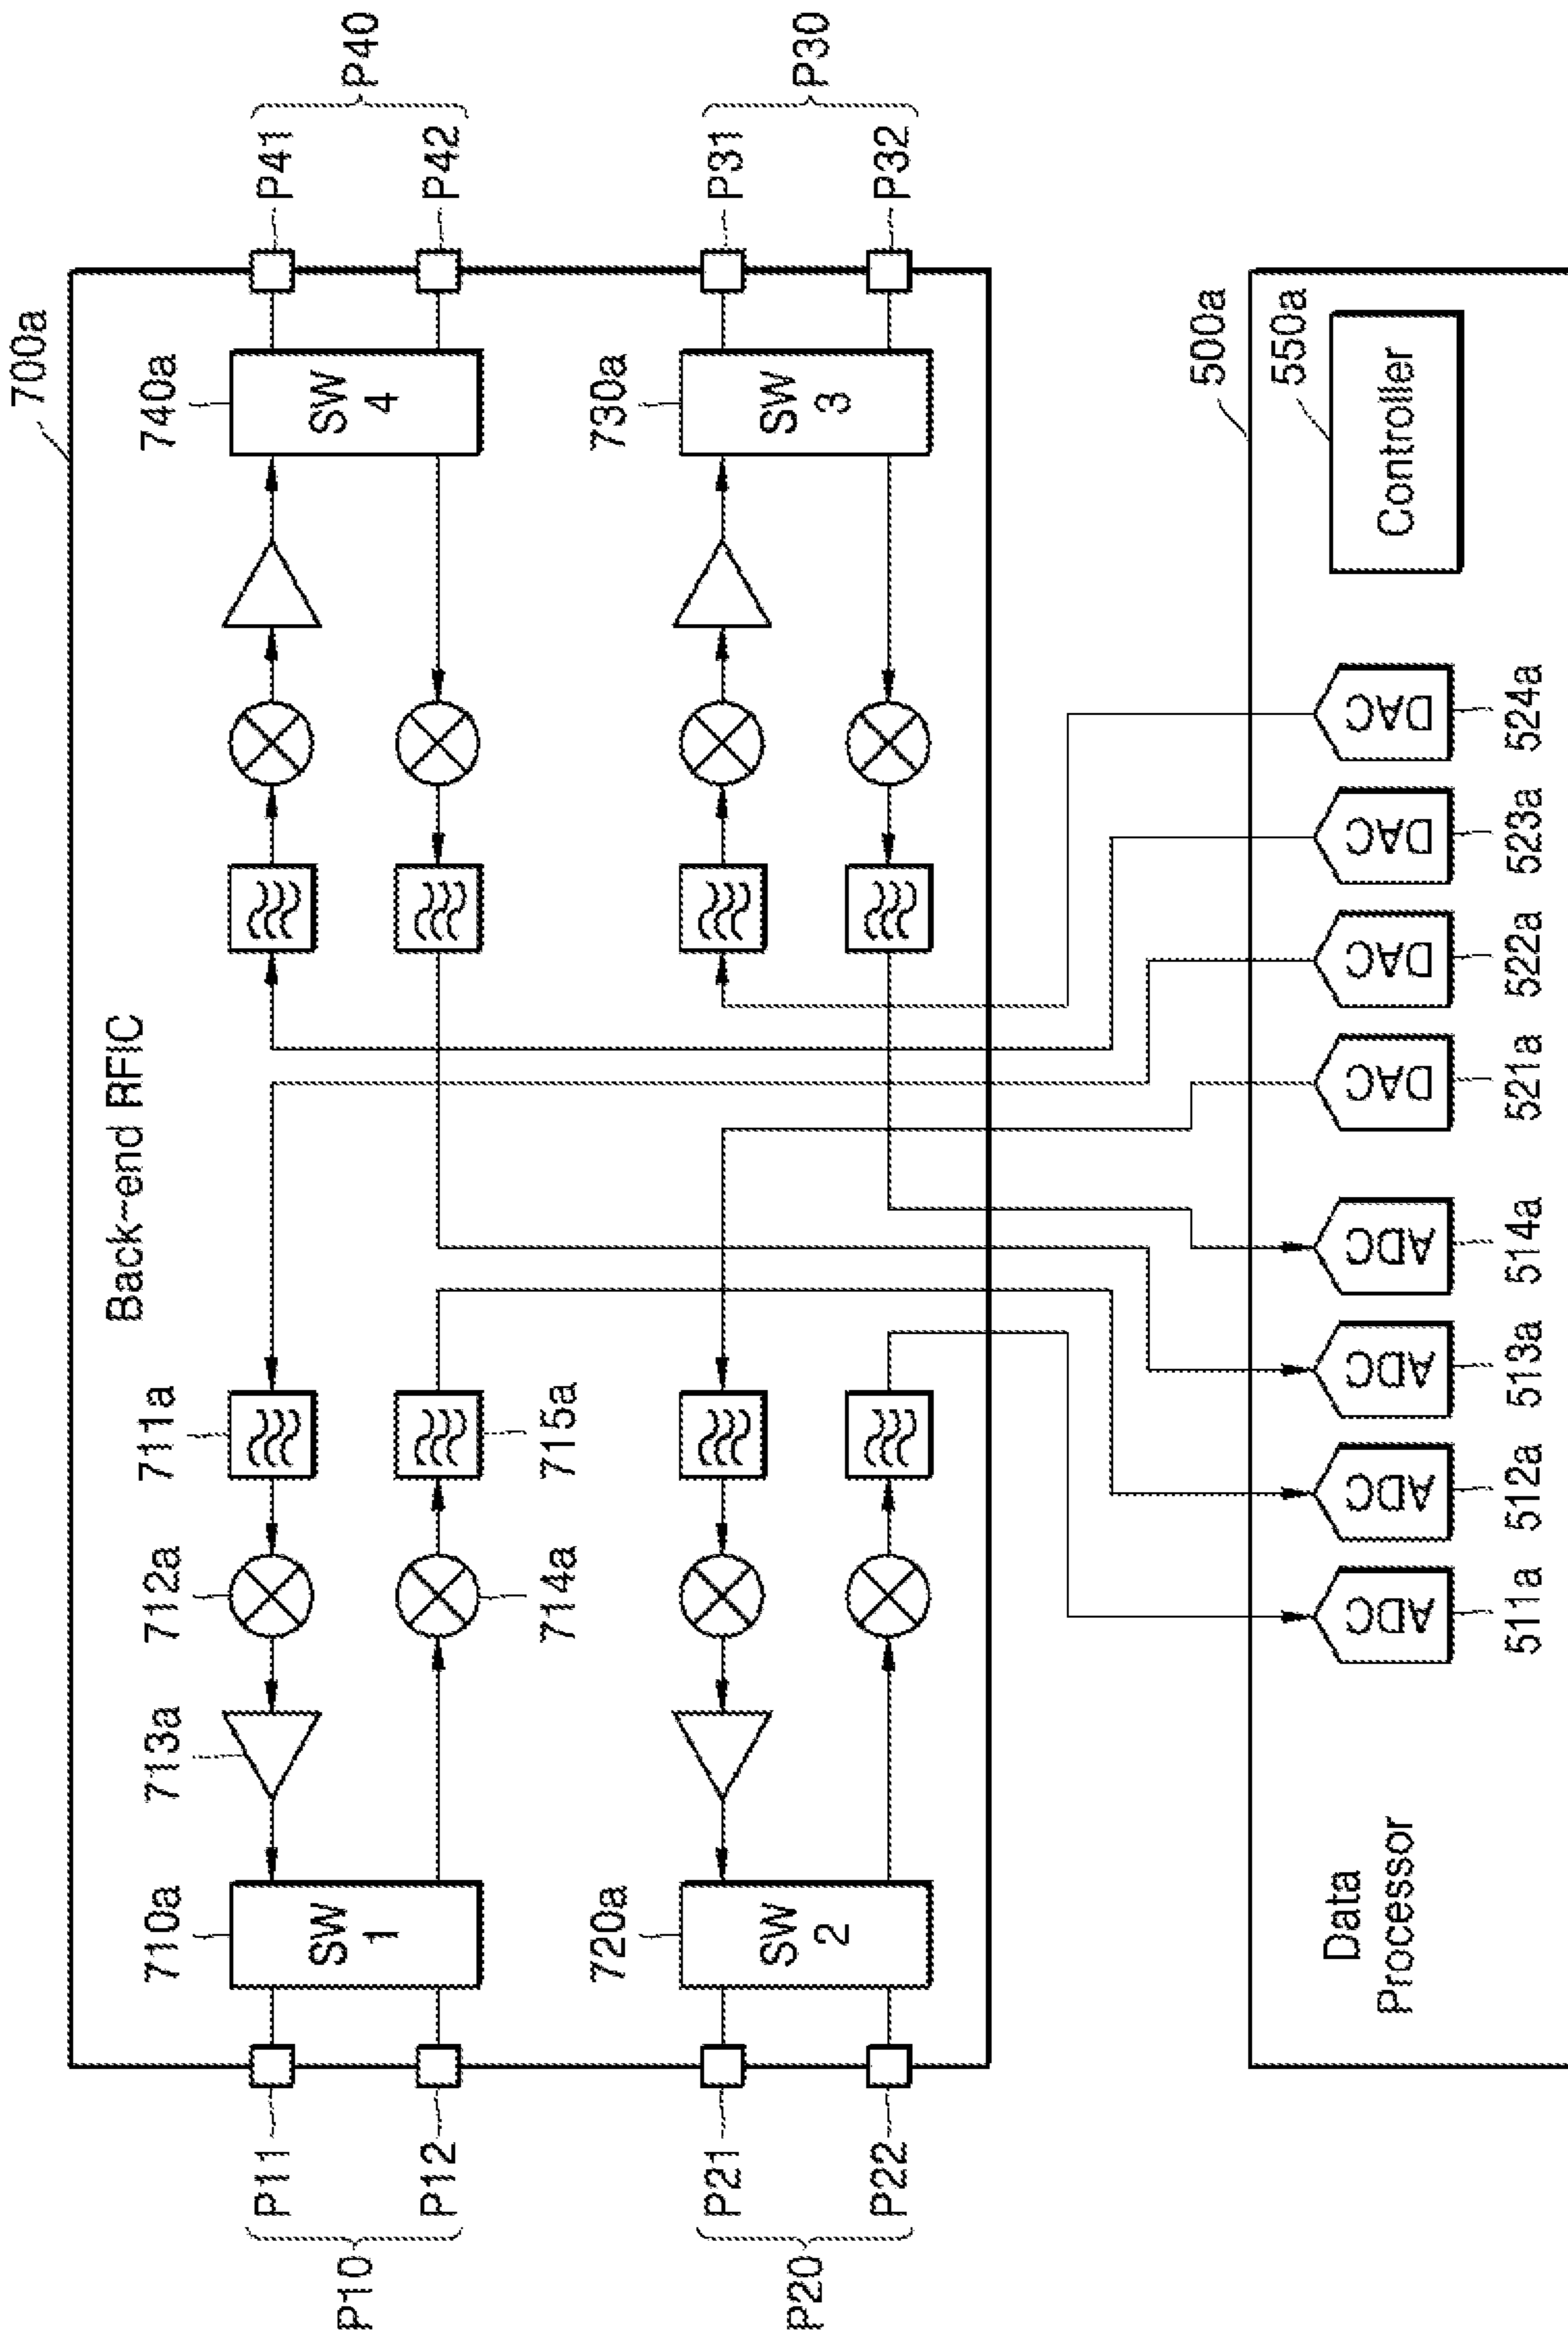 700a
Back-end RFIC
P10
P11
P12
710a
SW
1
713a
712a
711a
714a
715a
740a
SW
4
P41
P42
P40
P20
P21
P22
720a
SW
2
730a
SW
3
P31
P32
P30
500a
Data
Processor
550a
Controller
ADC
ADC
ADC
ADC
DAC
DAC
DAC
DAC
511a
512a
513a
514a
521a
522a
523a
524a